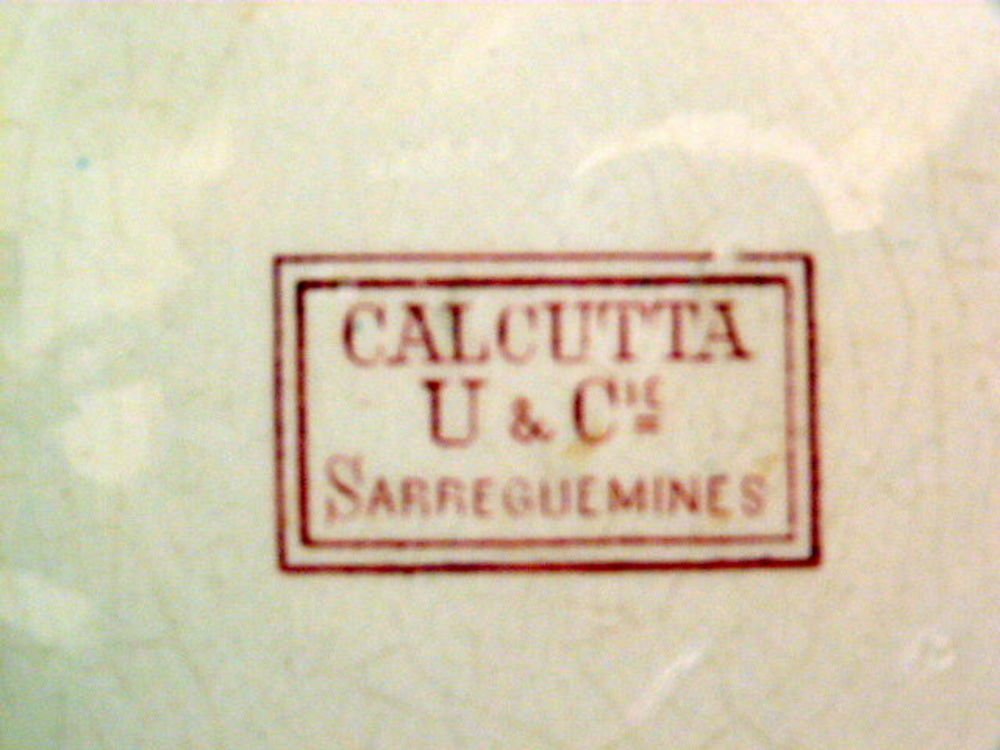 CALCUTTA
U & Cie
SARREGUEMINES